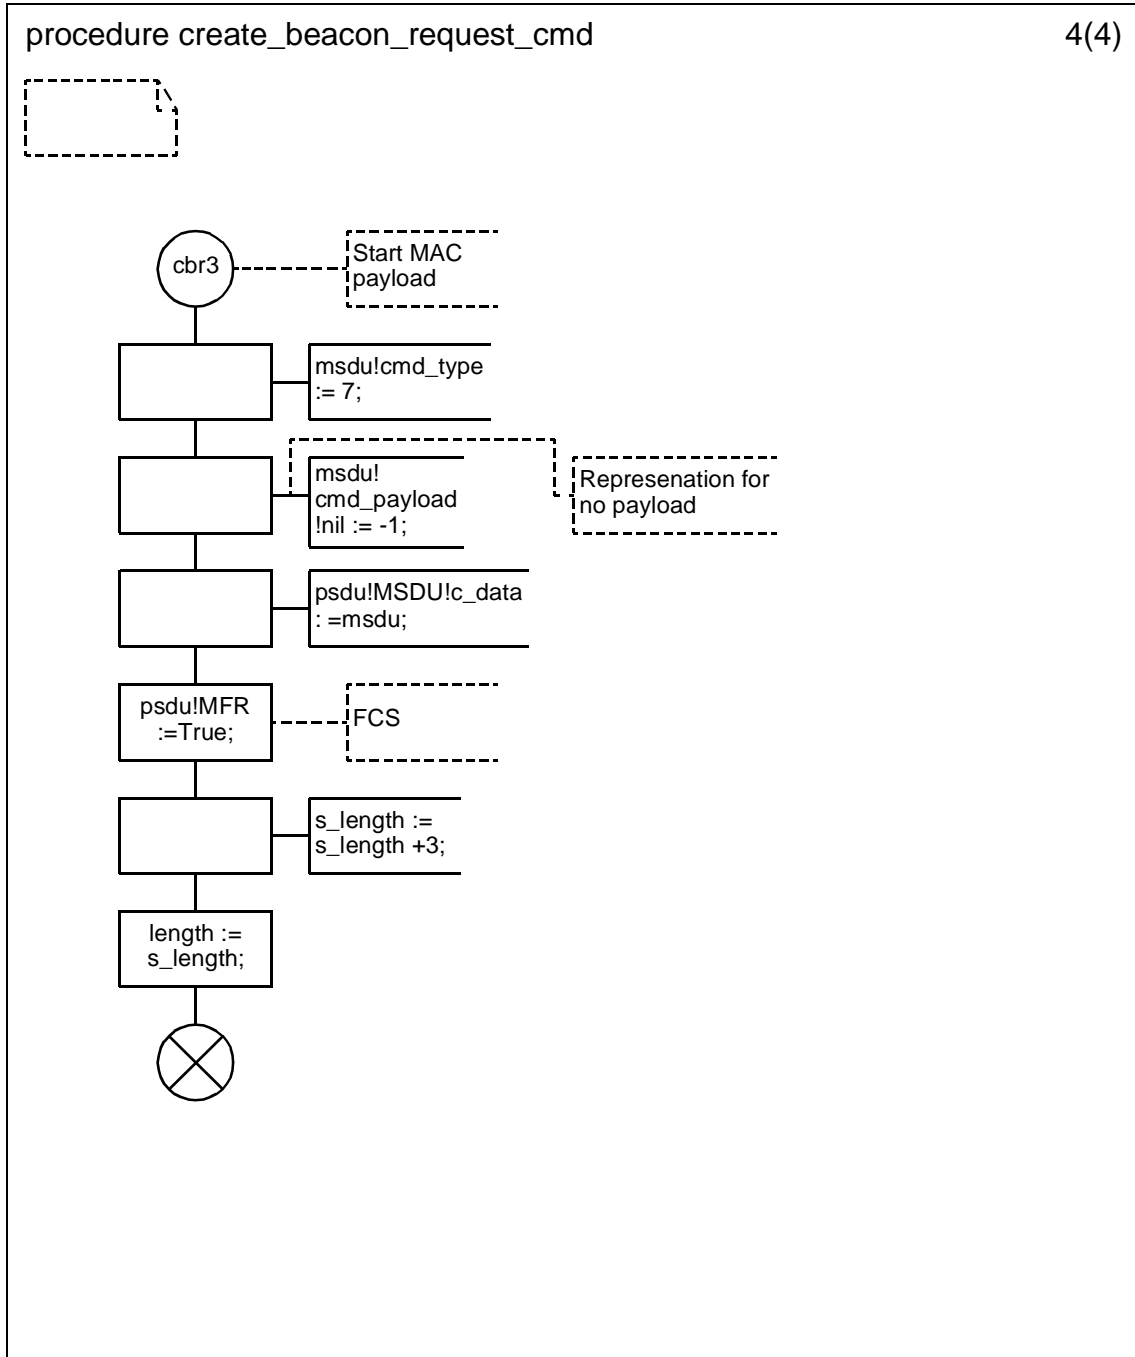 procedure create_beacon_request_cmd
4(4)
cbr3
Start MAC
payload
msdu!cmd_type
:= 7;
msdu!
cmd_payload
!nil := -1;
Represenation for
no payload
psdu!MSDU!c_data
: =msdu;
psdu!MFR
:=True;
FCS
s_length :=
s_length +3;
length :=
s_length;